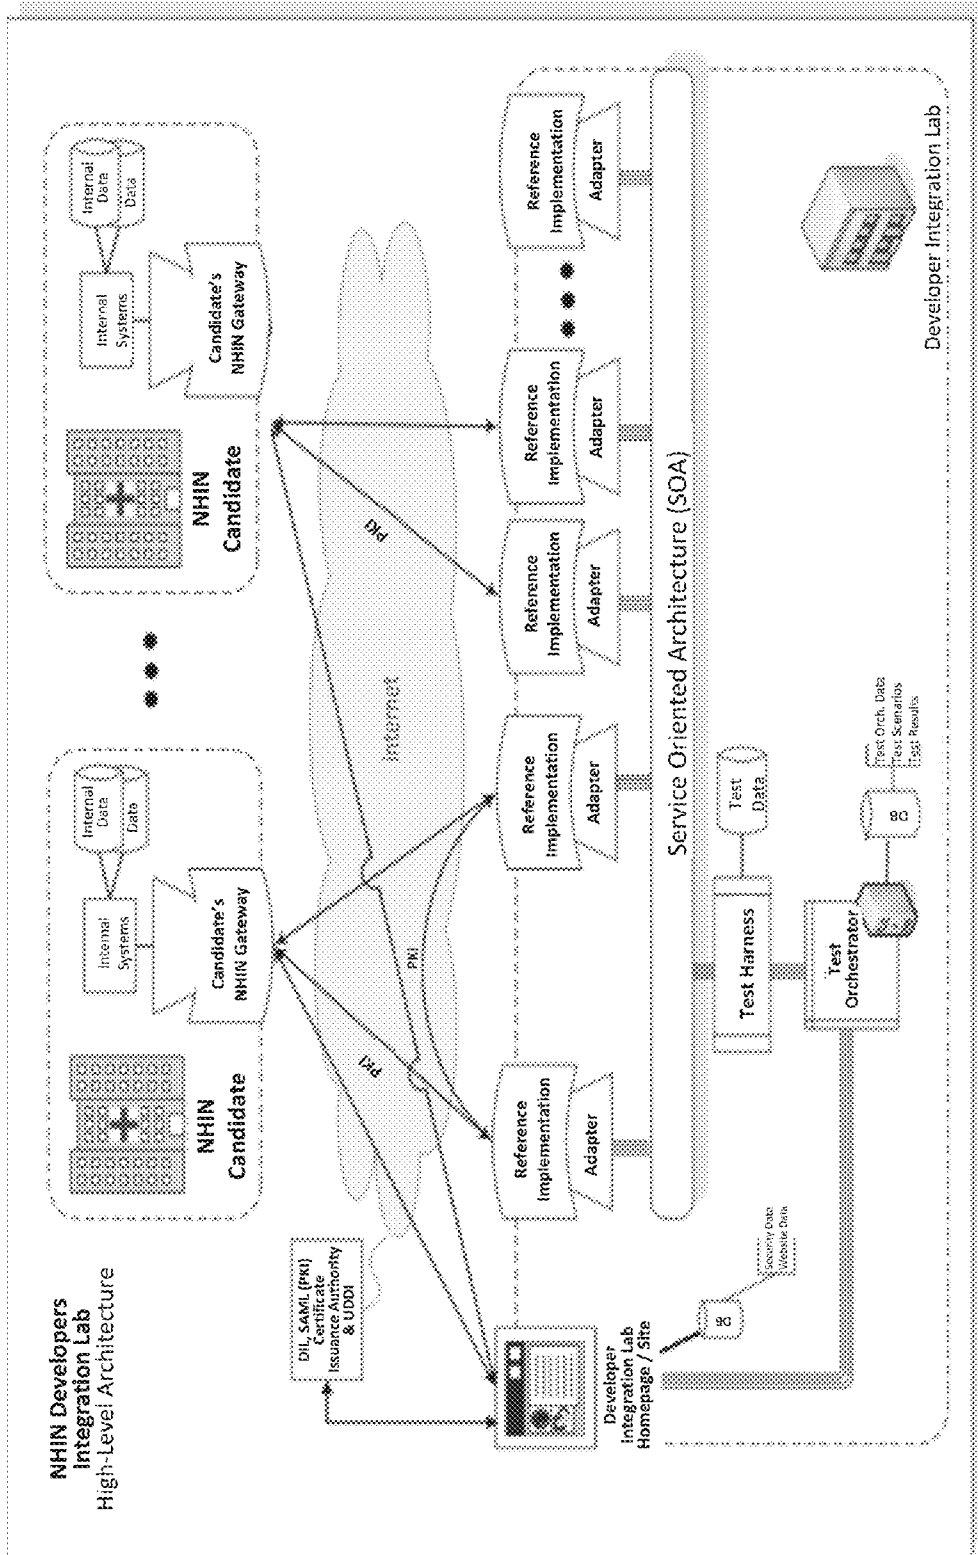 NHIN Developers
Integration Lab
High-Level Architecture
NHIN
Candidate
Internal
Systems
Internal
Data
Data
Candidate's
NHIN Gateway
NHIN
Candidate
Internal
Systems
Internal
Data
Data
Candidate's
NHIN Gateway
DIL, SAML (PKI)
Certificate
Issuance Authority
& UDDI
Internet
PKI
PKI
PKI
Reference
Implementation
Adapter
Reference
Implementation
Adapter
Reference
Implementation
Adapter
Reference
Implementation
Adapter
Reference
Implementation
Adapter
Service Oriented Architecture (SOA)
Developer
Integration Lab
Homepage / Site
Security Data
Website Data
Test Harness
Test
Data
Test
Orchestrator
Test Orch. Data
Test Scenarios
Test Results
Developer Integration Lab